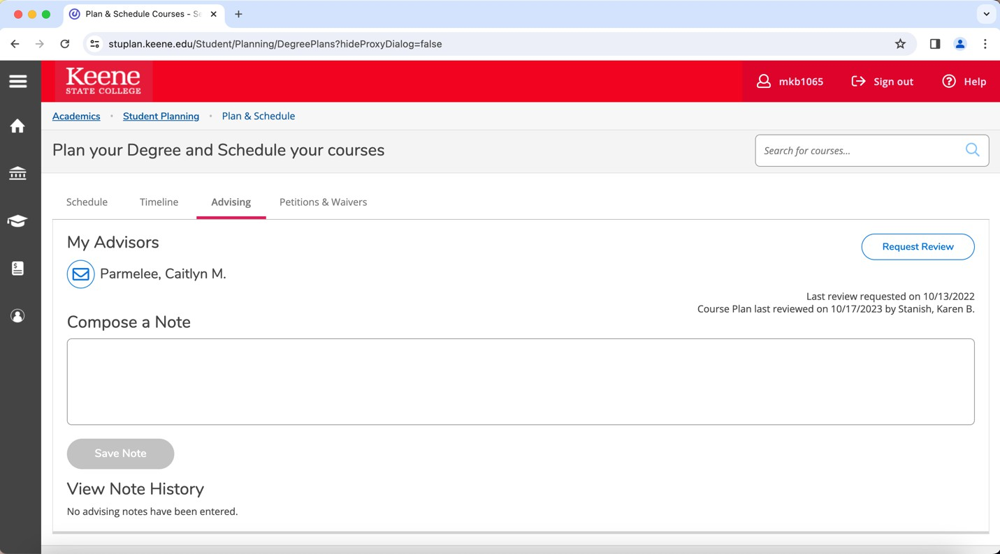 Plan & Schedule Courses - Se
stuplan.keene.edu/Student/Planning/DegreePlans?hideProxyDialog=false
Keene
STATE COLLEGE
mkb1065 Sign out Help
Academics • Student Planning • Plan & Schedule
Plan your Degree and Schedule your courses
Search for courses...
Schedule Timeline Advising Petitions & Waivers
My Advisors
Request Review
Parmelee, Caitlyn M.
Last review requested on 10/13/2022
Course Plan last reviewed on 10/17/2023 by Stanish, Karen B.
Compose a Note
Save Note
View Note History
No advising notes have been entered.